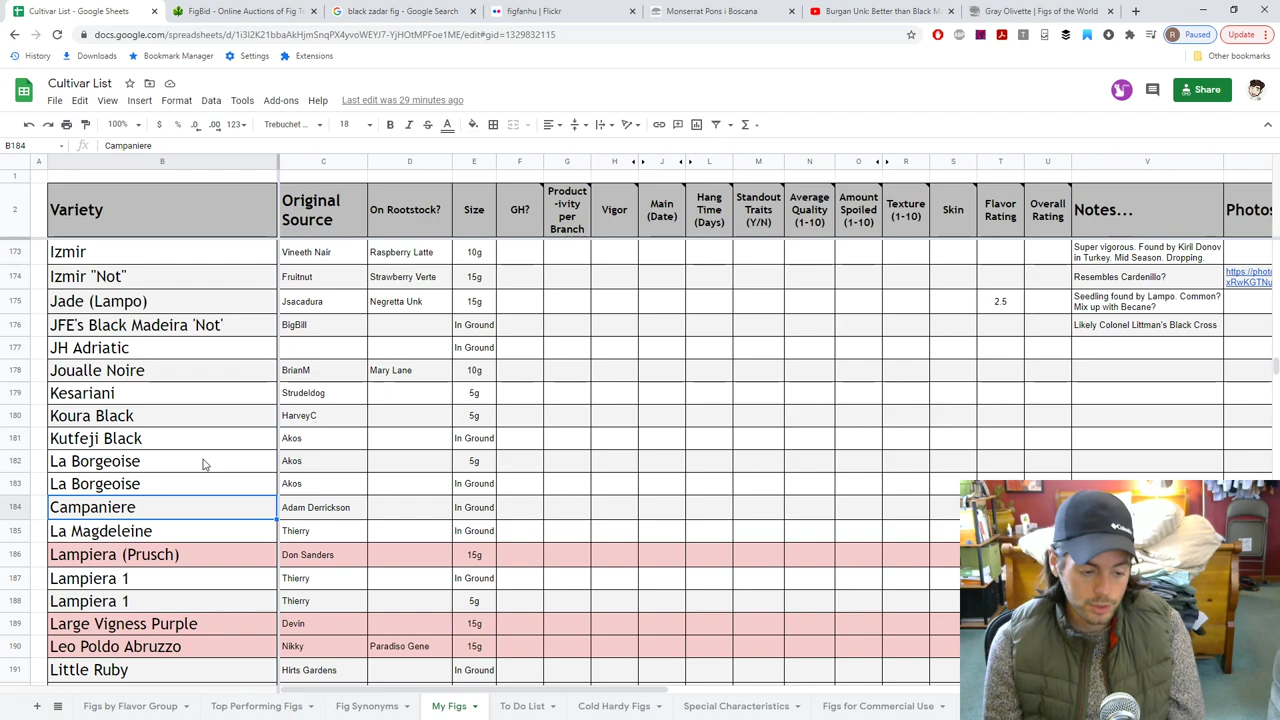 Cultivar List - Google Sheets
FigBid - Online Auctions of Fig T
black zadar fig - Google Search
figfanhu | Flickr
Monserrat Pons i Boscana
Burgan Unk: Better than Black M
Gray Olivette | Figs of the World
docs.google.com/spreadsheets/d/1i3I2K21bbaAkHjmSnqPX4yvoWEYJ7-YjHOtMPFoe1ME/edit#gid=1329832115
Paused
Update
History
Downloads
Bookmark Manager
Settings
Extensions
Other bookmarks
Cultivar List
File Edit View Insert Format Data Tools Add-ons Help Last edit was 29 minutes ago
Share
100% $ % .0 .00 123 Trebuchet ... 18 B I S A
B184 Campaniere
A B C D E F G H J L M N O R S T U V
1
2 Variety Original Source On Rootstock? Size GH? Product-ivity per Branch Vigor Main (Date) Hang Time (Days) Standout Traits (Y/N) Average Quality (1-10) Amount Spoiled (1-10) Texture (1-10) Skin Flavor Rating Overall Rating Notes... Photos
173 Izmir Vineeth Nair Raspberry Latte 10g Super vigorous. Found by Kiril Donov in Turkey. Mid Season. Dropping.
174 Izmir "Not" Fruitnut Strawberry Verte 15g Resembles Cardenillo? https://photo xRwKGTNu
175 Jade (Lampo) Jsacadura Negretta Unk 15g 2.5 Seedling found by Lampo. Common? Mix up with Becane?
176 JFE's Black Madeira 'Not' BigBill In Ground Likely Colonel Littman's Black Cross
177 JH Adriatic In Ground
178 Joualle Noire BrianM Mary Lane 10g
179 Kesariani Strudeldog 5g
180 Koura Black HarveyC 5g
181 Kutfeji Black Akos In Ground
182 La Borgeoise Akos 5g
183 La Borgeoise Akos In Ground
184 Campaniere Adam Derrickson In Ground
185 La Magdeleine Thierry In Ground
186 Lampiera (Prusch) Don Sanders 15g
187 Lampiera 1 Thierry In Ground
188 Lampiera 1 Thierry 5g
189 Large Vigness Purple Devin 15g
190 Leo Poldo Abruzzo Nikky Paradiso Gene 15g
191 Little Ruby Hirts Gardens In Ground
Figs by Flavor Group Top Performing Figs Fig Synonyms My Figs To Do List Cold Hardy Figs Special Characteristics Figs for Commercial Use
Columbia